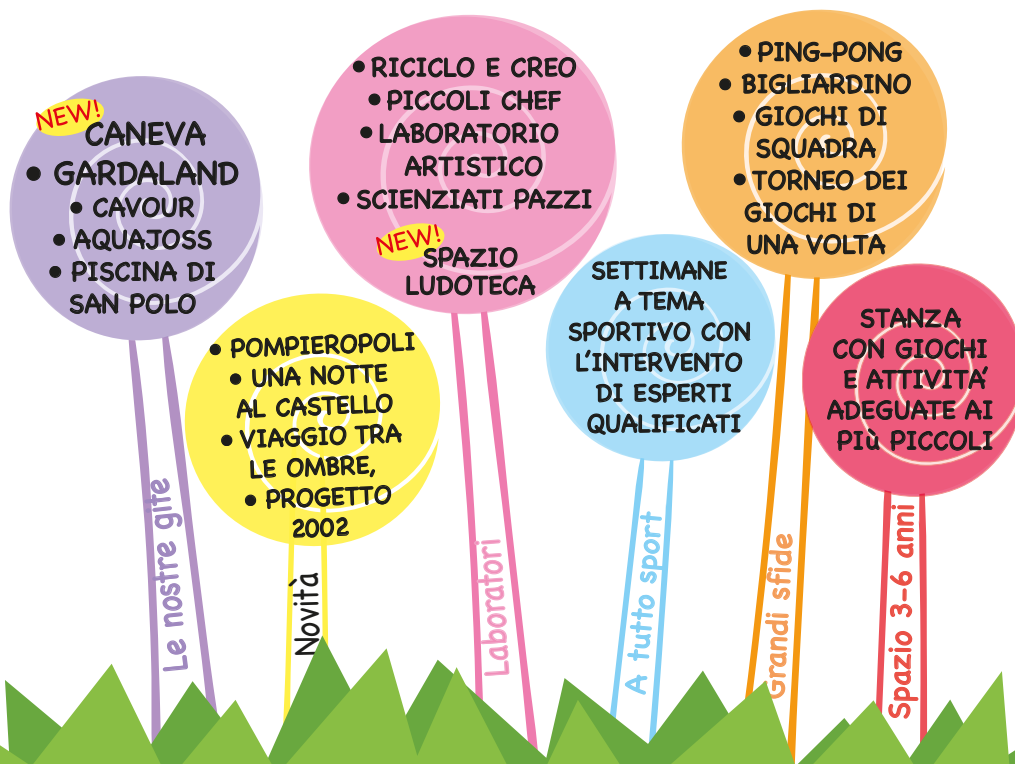 NEW!
CANEVA
• GARDALAND
• CAVOUR
• AQUAJOSS
• PISCINA DI
SAN POLO
Le nostre gite
• POMPIEROPOLI
• UNA NOTTE
AL CASTELLO
• VIAGGIO TRA
LE OMBRE,
• PROGETTO
2002
Novità
• RICICLO E CREO
• PICCOLI CHEF
• LABORATORIO
ARTISTICO
• SCIENZIATI PAZZI
NEW!
SPAZIO
LUDOTECA
Laboratori
SETTIMANE
A TEMA
SPORTIVO CON
L'INTERVENTO
DI ESPERTI
QUALIFICATI
A tutto sport
• PING-PONG
• BIGLIARDINO
• GIOCHI DI
SQUADRA
• TORNEO DEI
GIOCHI DI
UNA VOLTA
Grandi sfide
STANZA
CON GIOCHI
E ATTIVITA'
ADEGUATE AI
PIù PICCOLI
Spazio 3-6 anni